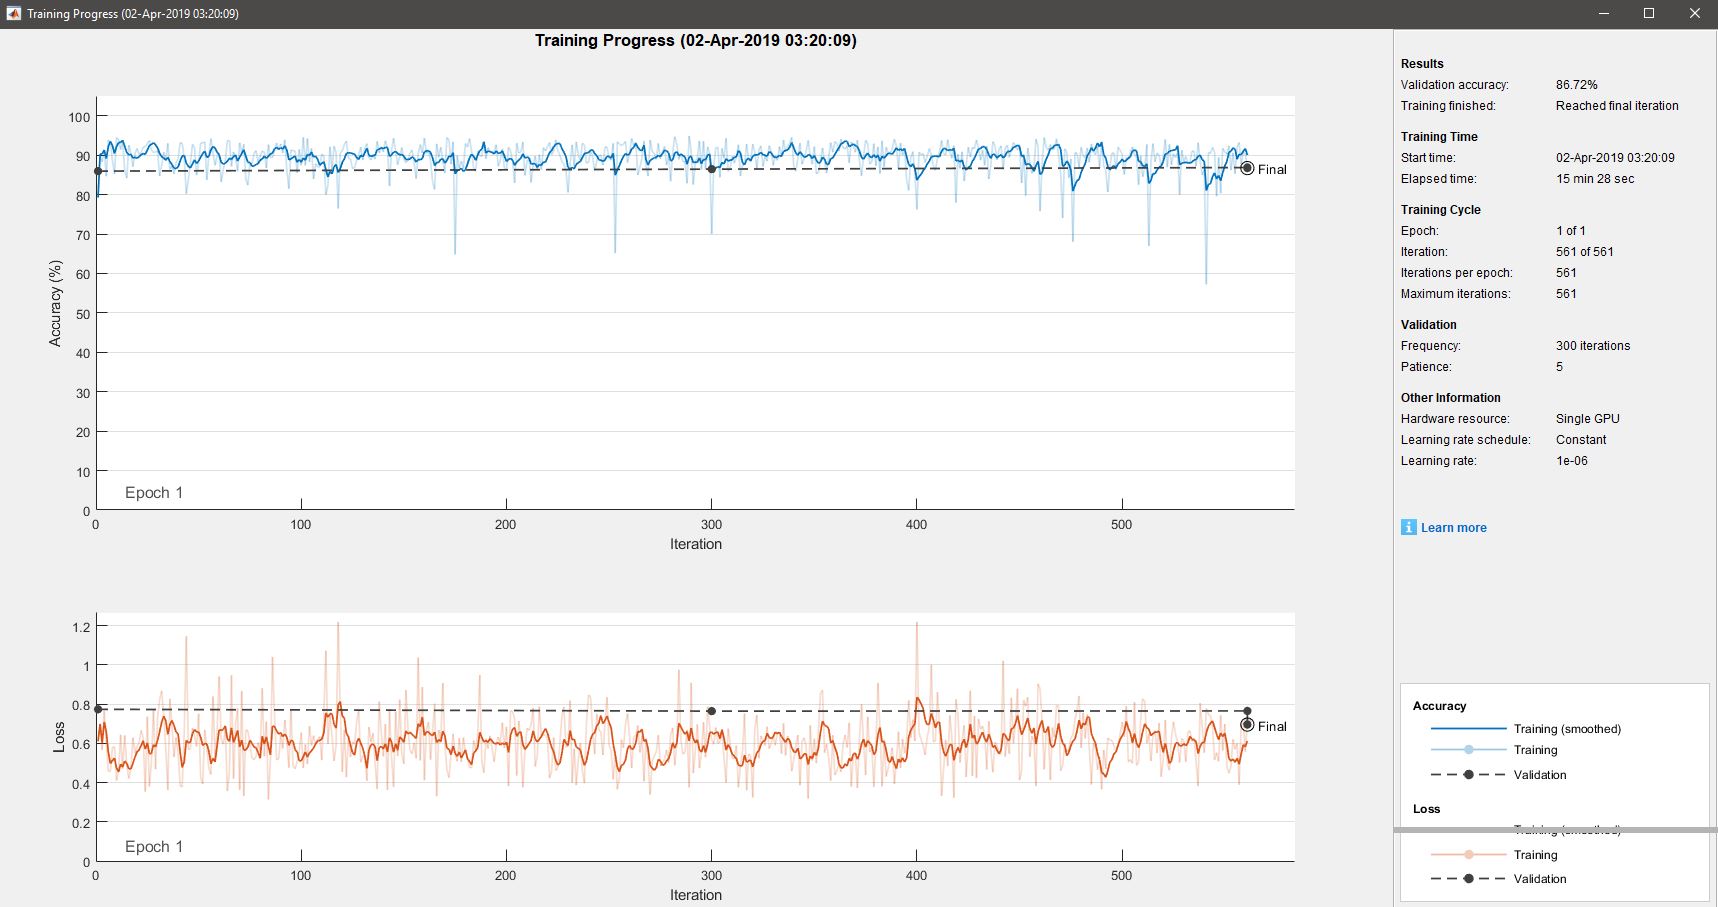 Training Progress (02-Apr-2019 03:20:09)
Training Progress (02-Apr-2019 03:20:09)
100
90
80
70
60
50
40
30
20
10
0
Accuracy (%)
Final
Epoch 1
0 100 200 300 400 500
Iteration
1.2
1
0.8
0.6
0.4
0.2
0
Loss
Final
Epoch 1
0 100 200 300 400 500
Iteration
Results
Validation accuracy: 86.72%
Training finished: Reached final iteration
Training Time
Start time: 02-Apr-2019 03:20:09
Elapsed time: 15 min 28 sec
Training Cycle
Epoch: 1 of 1
Iteration: 561 of 561
Iterations per epoch: 561
Maximum iterations: 561
Validation
Frequency: 300 iterations
Patience: 5
Other Information
Hardware resource: Single GPU
Learning rate schedule: Constant
Learning rate: 1e-06
i Learn more
Accuracy
Training (smoothed)
Training
Validation
Loss
Training (smoothed)
Training
Validation